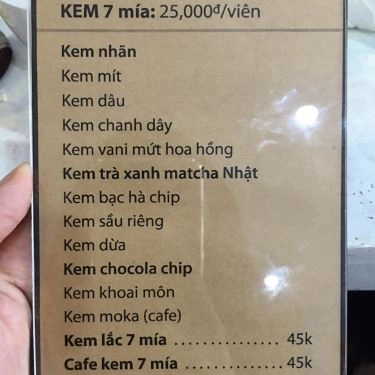 KEM 7 mía: 25,000đ/viên
Kem nhãn
Kem mít
Kem dâu
Kem chanh dây
Kem vani mứt hoa hồng
Kem trà xanh matcha Nhật
Kem bạc hà chip
Kem sầu riêng
Kem dừa
Kem chocola chip
Kem khoai môn
Kem moka (cafe)
Kem lắc 7 mía ............... 45k
Cafe kem 7 mía ............. 45k